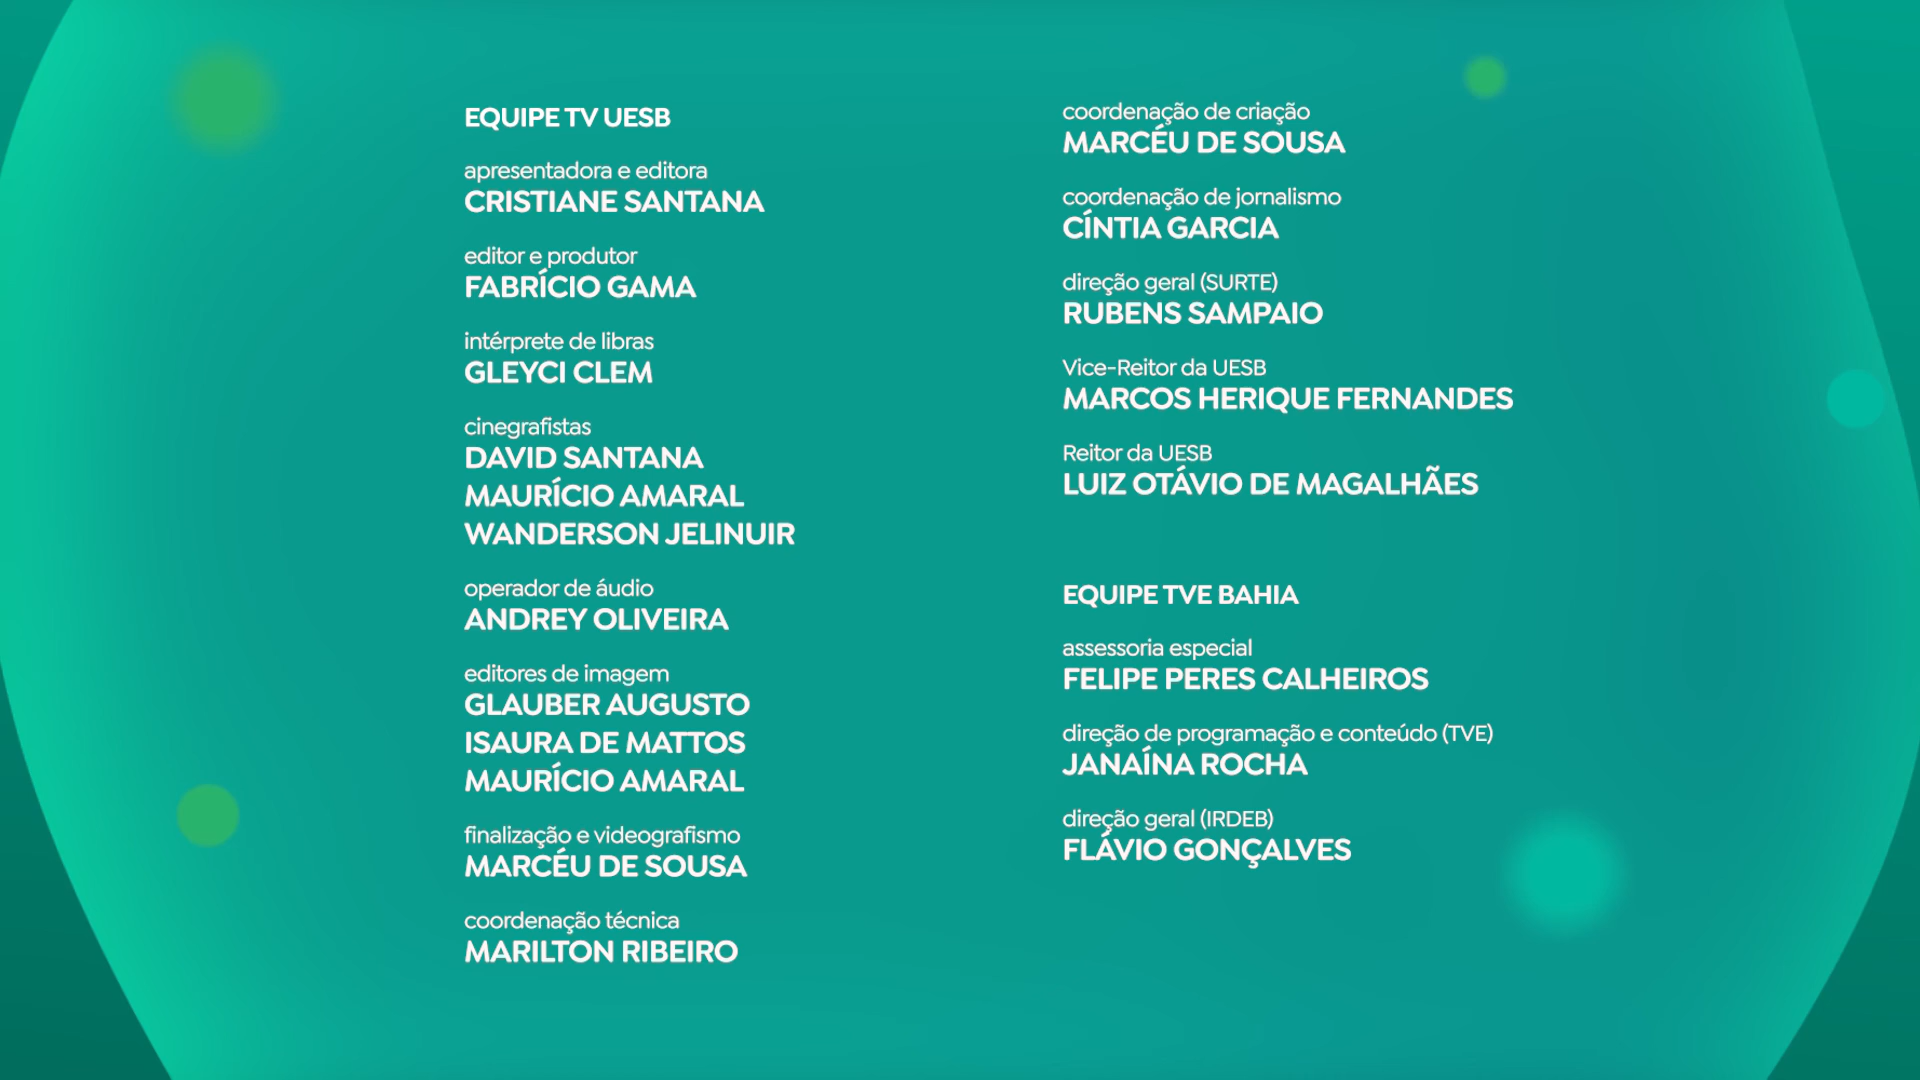 EQUIPE TV UESB
apresentadora e editora
CRISTIANE SANTANA
editor e produtor
FABRÍCIO GAMA
intérprete de libras
GLEYCI CLEM
cinegrafistas
DAVID SANTANA
MAURÍCIO AMARAL
WANDERSON JELINUIR
operador de áudio
ANDREY OLIVEIRA
editores de imagem
GLAUBER AUGUSTO
ISAURA DE MATTOS
MAURÍCIO AMARAL
finalização e videografismo
MARCÉU DE SOUSA
coordenação técnica
MARILTON RIBEIRO
coordenação de criação
MARCÉU DE SOUSA
coordenação de jornalismo
CÍNTIA GARCIA
direção geral (SURTE)
RUBENS SAMPAIO
Vice-Reitor da UESB
MARCOS HERIQUE FERNANDES
Reitor da UESB
LUIZ OTÁVIO DE MAGALHÃES
EQUIPE TVE BAHIA
assessoria especial
FELIPE PERES CALHEIROS
direção de programação e conteúdo (TVE)
JANAÍNA ROCHA
direção geral (IRDEB)
FLÁVIO GONÇALVES